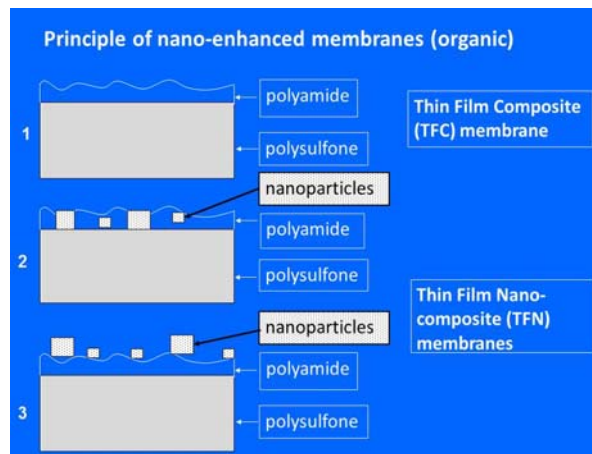 Principle of nano-enhanced membranes (organic)
polyamide
Thin Film Composite
(TFC) membrane
1
polysulfone
nanoparticles
polyamide
2
polysulfone
Thin Film Nano-
composite (TFN)
membranes
nanoparticles
polyamide
3
polysulfone